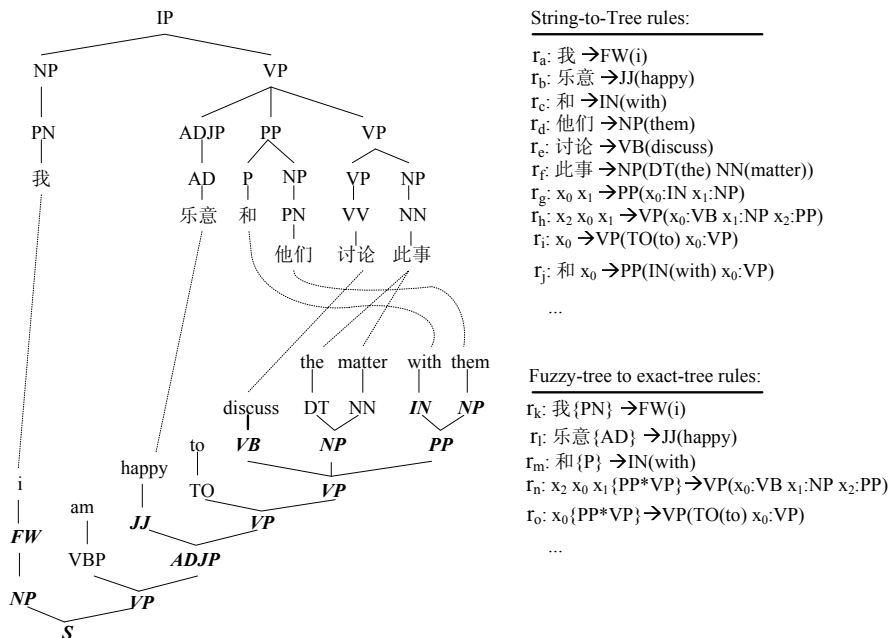 IP
NP VP
PN ADJP PP VP
我 AD P NP VP NP
乐意 和 PN VV NN
他们 讨论 此事
the matter with them
discuss DT NN IN NP
to VB NP PP
happy TO VP
i am JJ VP
FW VBP ADJP
NP VP
S
String-to-Tree rules:
ra: 我 →FW(i)
rb: 乐意 →JJ(happy)
rc: 和 →IN(with)
rd: 他们 →NP(them)
re: 讨论 →VB(discuss)
rf: 此事 →NP(DT(the) NN(matter))
rg: x0 x1 →PP(x0:IN x1:NP)
rh: x2 x0 x1 →VP(x0:VB x1:NP x2:PP)
ri: x0 →VP(TO(to) x0:VP)
rj: 和 x0 →PP(IN(with) x0:VP)
...
Fuzzy-tree to exact-tree rules:
rk: 我{PN} →FW(i)
rl: 乐意{AD} →JJ(happy)
rm: 和{P} →IN(with)
rn: x2 x0 x1{PP*VP} →VP(x0:VB x1:NP x2:PP)
ro: x0{PP*VP} →VP(TO(to) x0:VP)
...